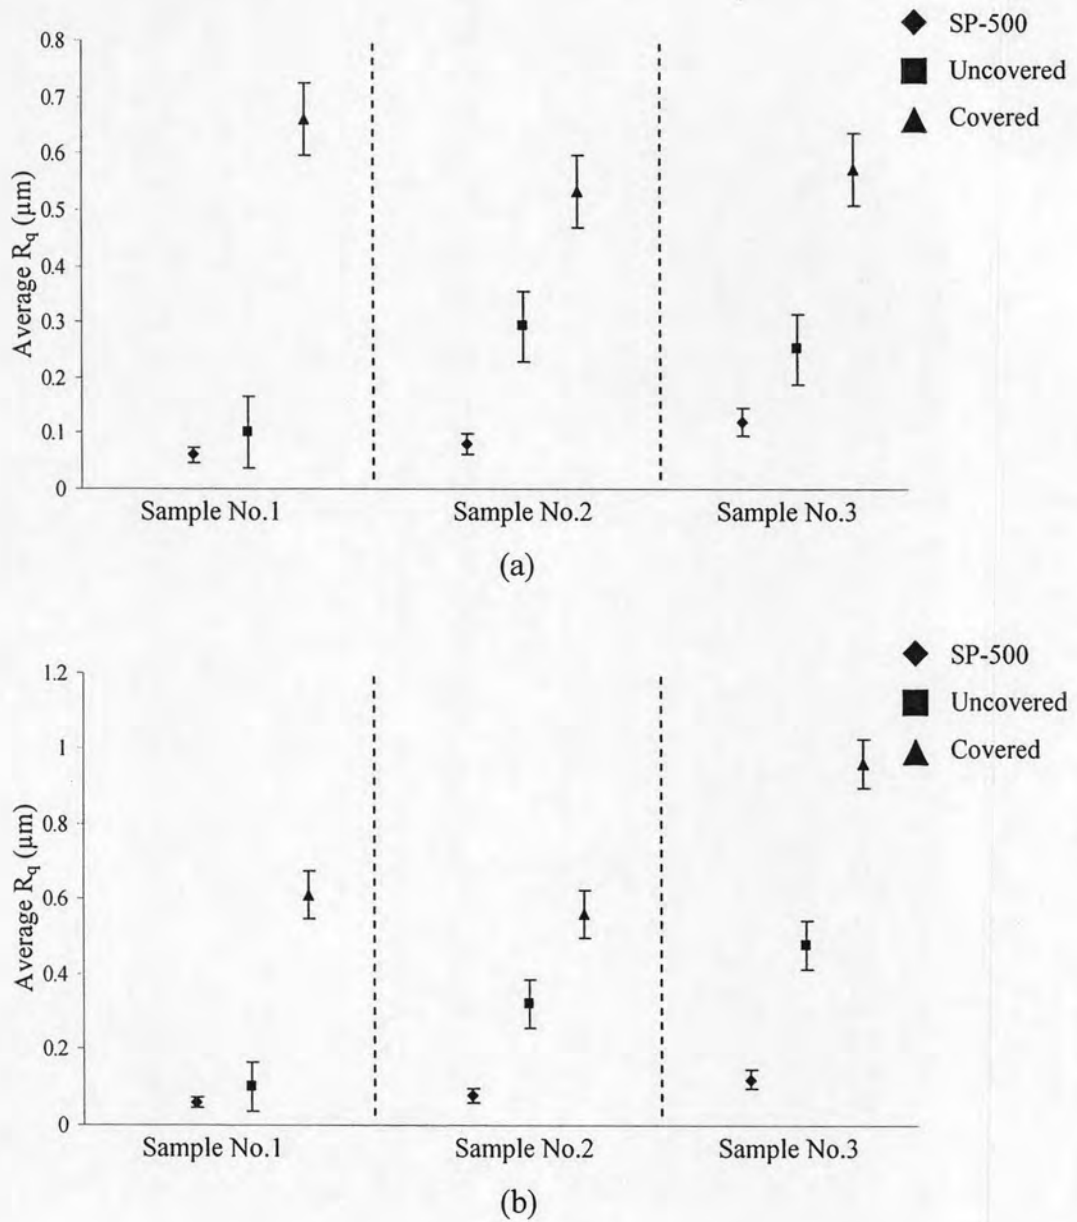 SP-500
Uncovered
Covered
Average Rq (μm)
0.8
0.7
0.6
0.5
0.4
0.3
0.2
0.1
0
Sample No.1 Sample No.2 Sample No.3
(a)
SP-500
Uncovered
Covered
Average Rq (μm)
1.2
1
0.8
0.6
0.4
0.2
0
Sample No.1 Sample No.2 Sample No.3
(b)